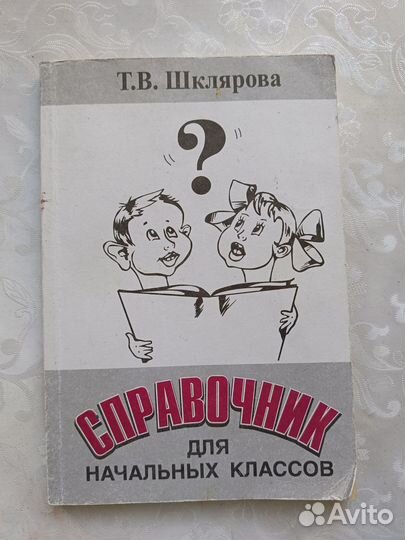 Т.В. Шклярова
?
СПРАВОЧНИК
ДЛЯ
НАЧАЛЬНЫХ КЛАССОВ
Avito